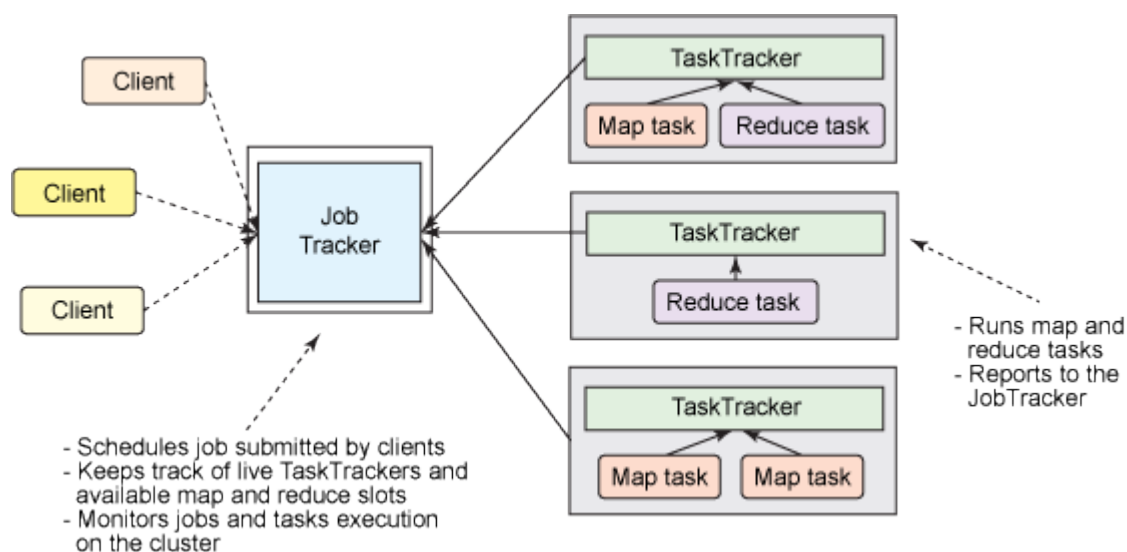 Client
Client
Client
Job
Tracker
TaskTracker
Map task
Reduce task
TaskTracker
Reduce task
TaskTracker
Map task
Map task
- Schedules job submitted by clients
- Keeps track of live TaskTrackers and
available map and reduce slots
- Monitors jobs and tasks execution
on the cluster
- Runs map and
reduce tasks
- Reports to the
JobTracker